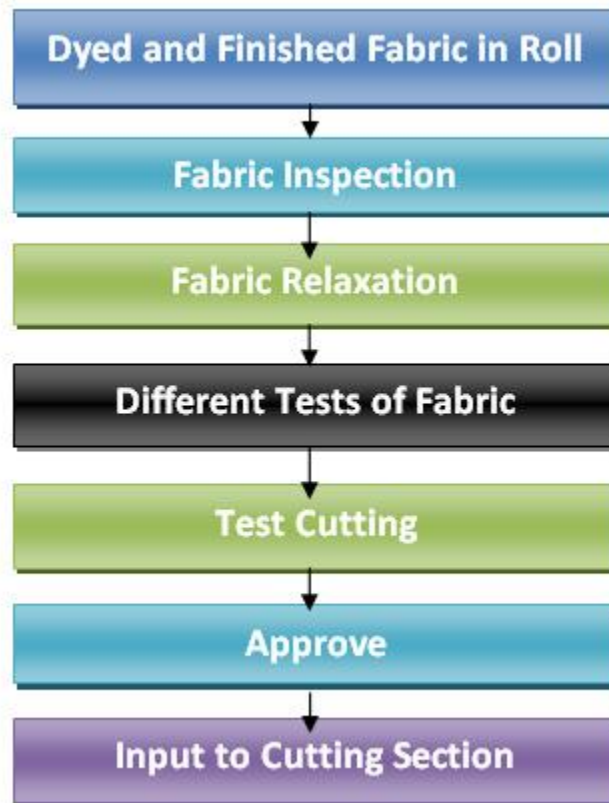 Dyed and Finished Fabric in Roll
Fabric Inspection
Fabric Relaxation
Different Tests of Fabric
Test Cutting
Approve
Input to Cutting Section